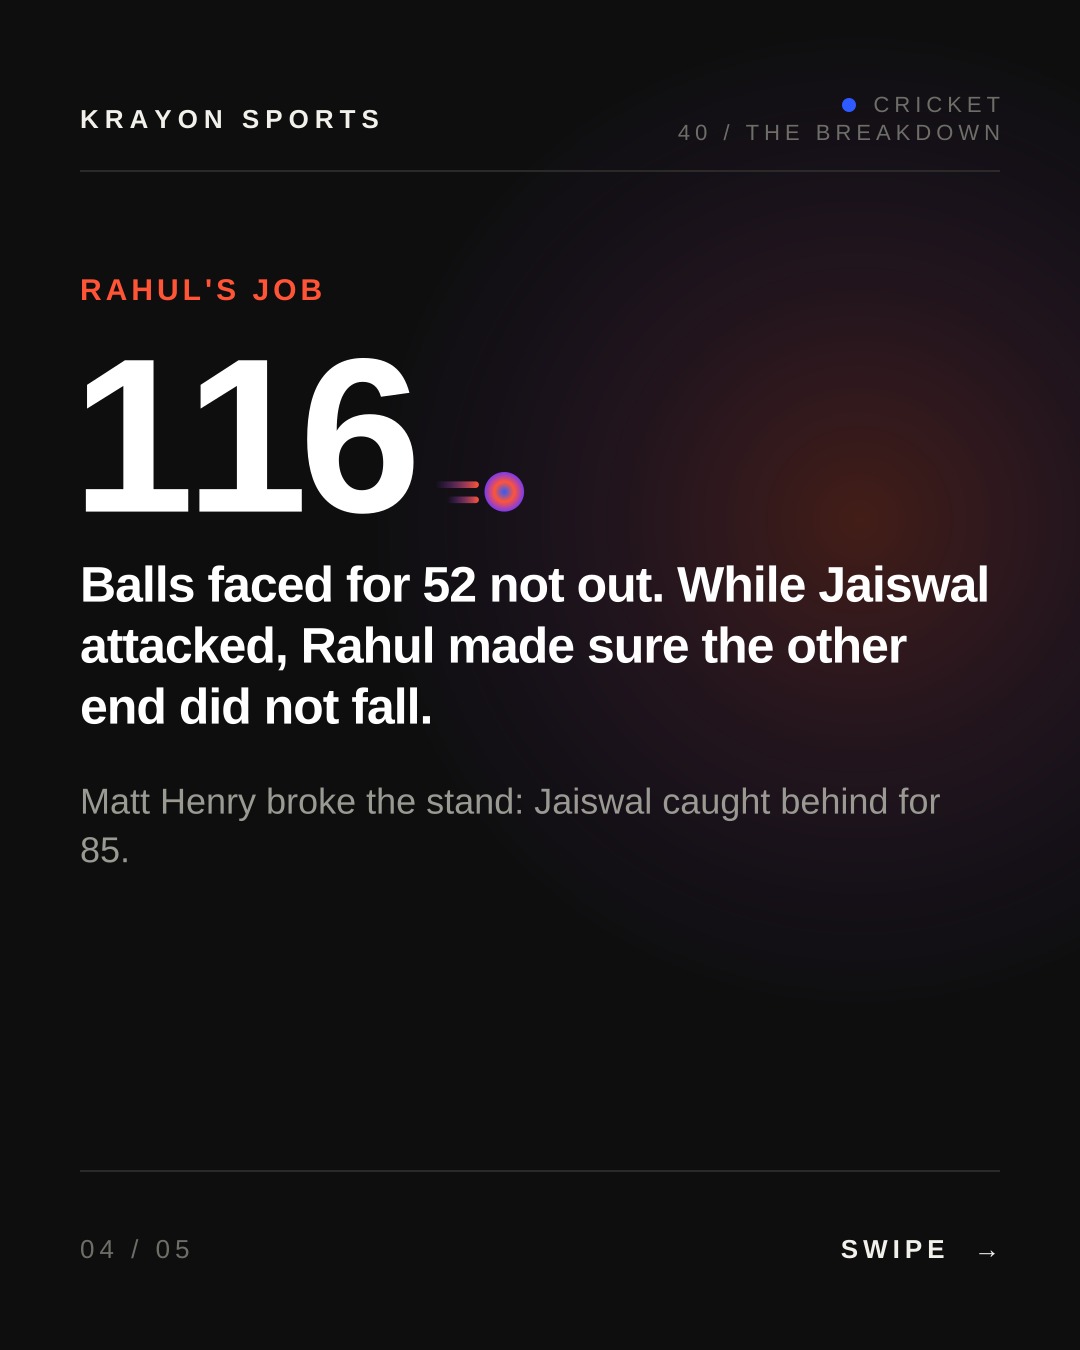 KRAYON SPORTS
CRICKET
40 / THE BREAKDOWN
RAHUL'S JOB
116
Balls faced for 52 not out. While Jaiswal
attacked, Rahul made sure the other
end did not fall.
Matt Henry broke the stand: Jaiswal caught behind for
85.
04 / 05
SWIPE →